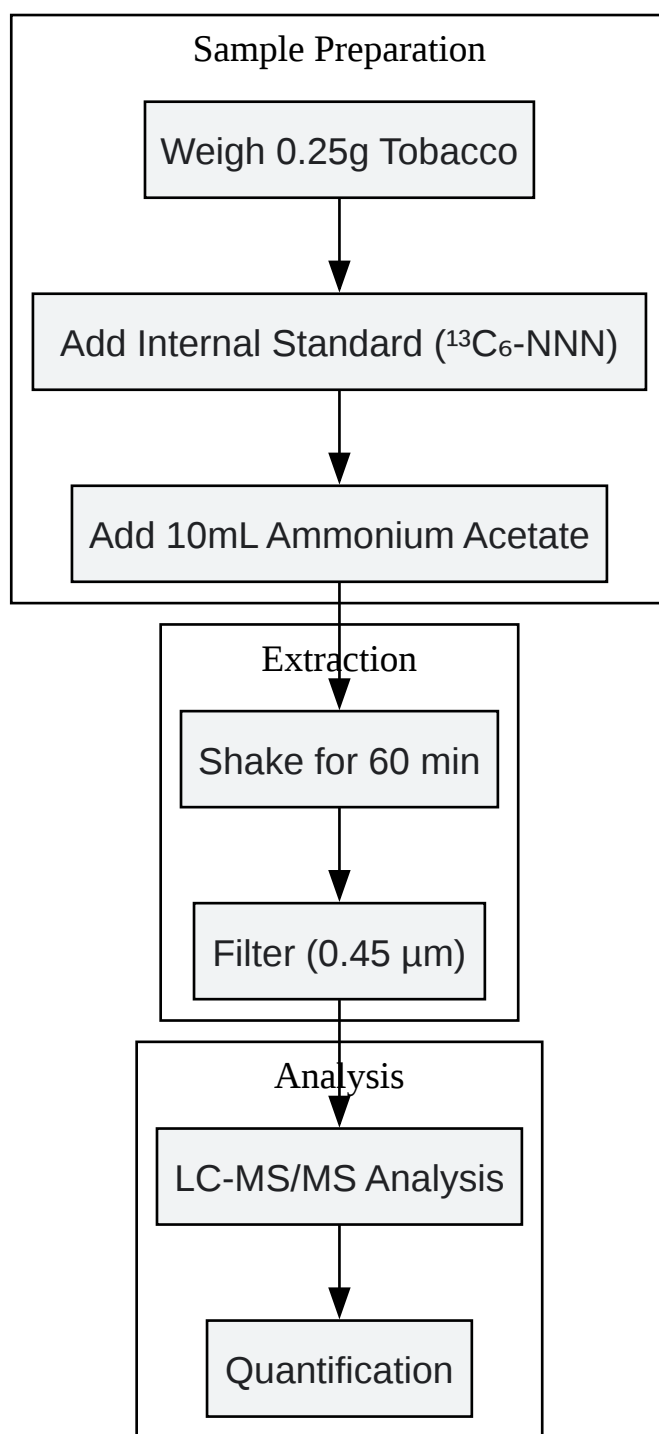 Sample Preparation
Weigh 0.25g Tobacco
Add Internal Standard (¹³C₆-NNN)
Add 10mL Ammonium Acetate
Extraction
Shake for 60 min
Filter (0.45 µm)
Analysis
LC-MS/MS Analysis
Quantification